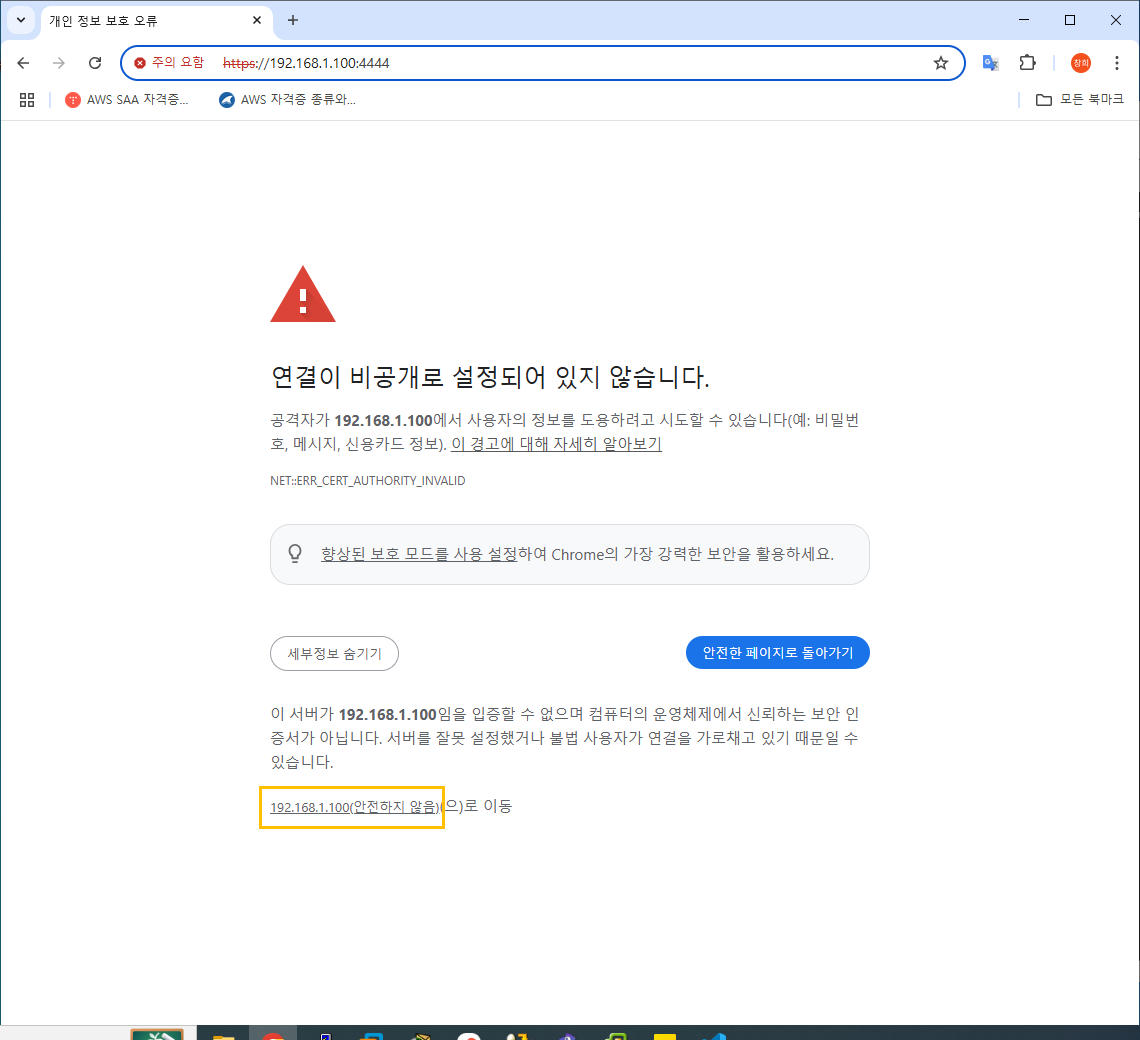 개인 정보 보호 오류
주의 요함 https://192.168.1.100:4444
창희
AWS SAA 자격증... AWS 자격증 종류와... 모든 북마크
연결이 비공개로 설정되어 있지 않습니다.
공격자가 192.168.1.100에서 사용자의 정보를 도용하려고 시도할 수 있습니다(예: 비밀번
호, 메시지, 신용카드 정보). 이 경고에 대해 자세히 알아보기
NET::ERR_CERT_AUTHORITY_INVALID
향상된 보호 모드를 사용 설정하여 Chrome의 가장 강력한 보안을 활용하세요.
세부정보 숨기기 안전한 페이지로 돌아가기
이 서버가 192.168.1.100임을 입증할 수 없으며 컴퓨터의 운영체제에서 신뢰하는 보안 인
증서가 아닙니다. 서버를 잘못 설정했거나 불법 사용자가 연결을 가로채고 있기 때문일 수
있습니다.
192.168.1.100(안전하지 않음)(으)로 이동